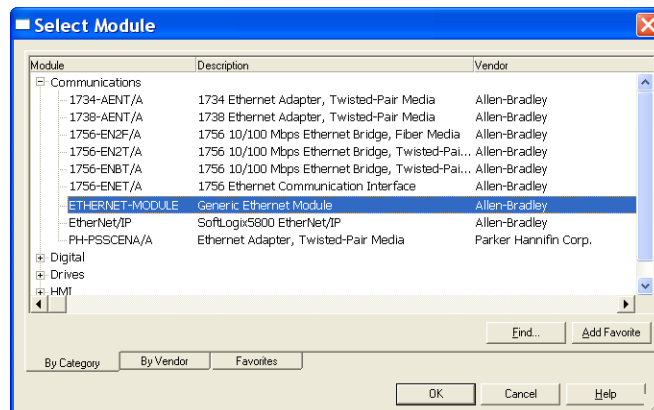 Select Module
Module Description Vendor
Communications
1734-AENT/A 1734 Ethernet Adapter, Twisted-Pair Media Allen-Bradley
1738-AENT/A 1738 Ethernet Adapter, Twisted-Pair Media Allen-Bradley
1756-EN2F/A 1756 10/100 Mbps Ethernet Bridge, Fiber Media Allen-Bradley
1756-EN2T/A 1756 10/100 Mbps Ethernet Bridge, Twisted-Pai... Allen-Bradley
1756-ENBT/A 1756 10/100 Mbps Ethernet Bridge, Twisted-Pai... Allen-Bradley
1756-ENET/A 1756 Ethernet Communication Interface Allen-Bradley
ETHERNET-MODULE Generic Ethernet Module Allen-Bradley
EtherNet/IP SoftLogix5800 EtherNet/IP Allen-Bradley
PH-PSSCENA/A Ethernet Adapter, Twisted-Pair Media Parker Hannifin Corp.
Digital
Drives
HMI
Find... Add Favorite
By Category By Vendor Favorites
OK Cancel Help